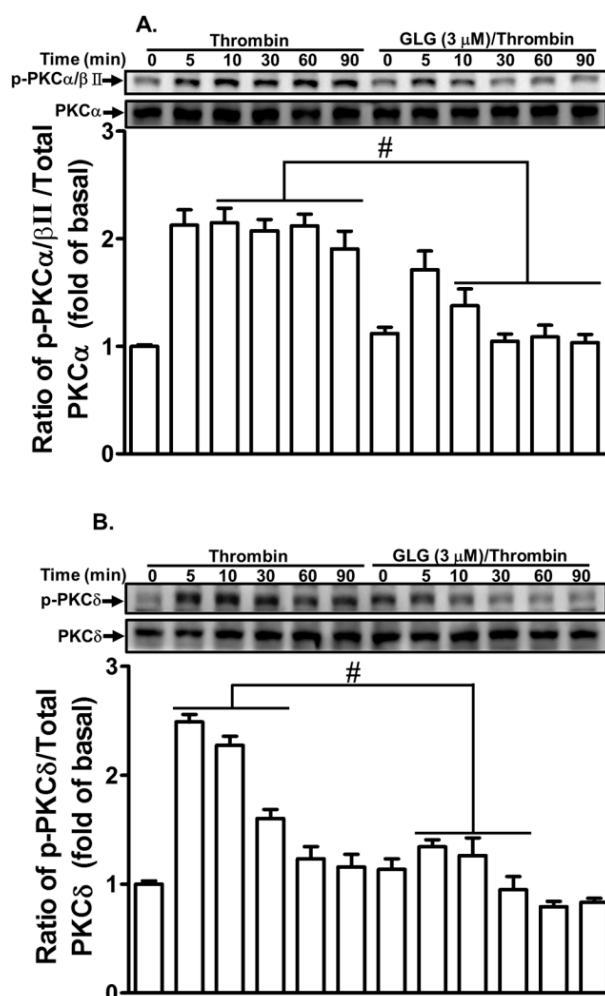 A.
Thrombin GLG (3 μM)/Thrombin
Time (min) 0 5 10 30 60 90 0 5 10 30 60 90
p-PKCα/β II
PKCα
Ratio of p-PKCα/βII /Total
PKCα (fold of basal)
3
2
1
0
#
B.
Thrombin GLG (3 μM)/Thrombin
Time (min) 0 5 10 30 60 90 0 5 10 30 60 90
p-PKCδ
PKCδ
Ratio of p-PKCδ/Total
PKCδ (fold of basal)
3
2
1
0
#